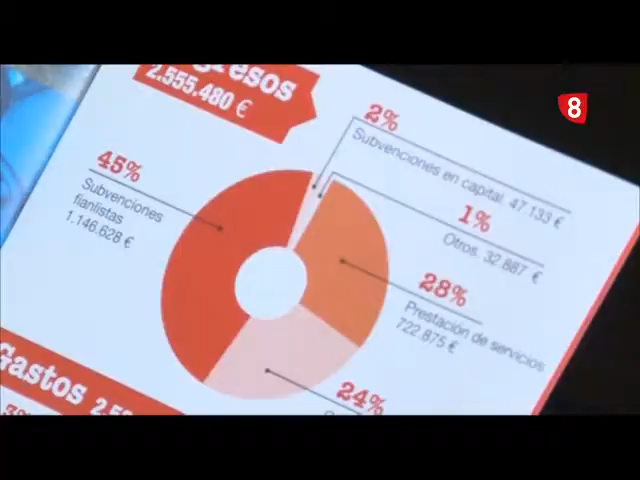 8
2.555.480 €
2%
Subvenciones en capital. 47.133 €
1%
Otros. 32.887 €
45%
Subvenciones
fianlistas
1.146.628 €
28%
Prestación de servicios
722.875 €
24%
Gastos